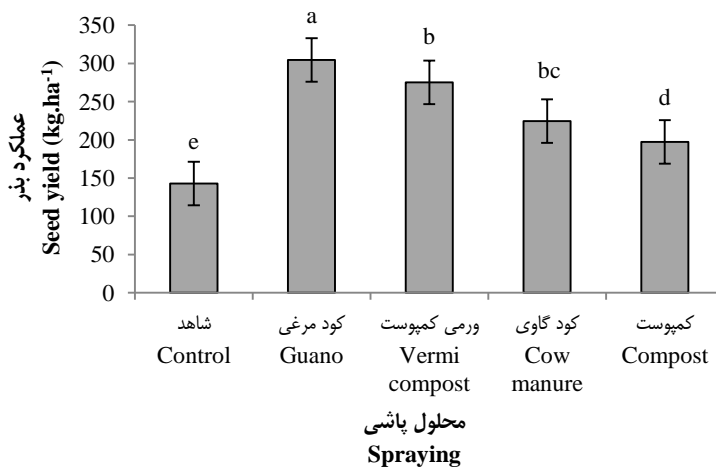 350
300
250
200
150
100
50
0
عملکرد بذر
Seed yield (kg.ha⁻¹)
e
a
b
bc
d
شاهد
Control
کود مرغی
Guano
ورمی کمپوست
Vermi
compost
کود گاوی
Cow
manure
کمپوست
Compost
محلول پاشی
Spraying